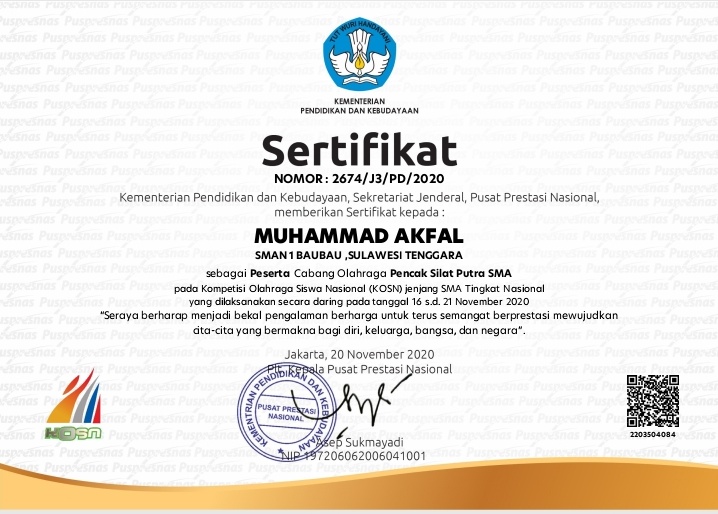 TUT WURI HANDAYANI
KEMENTERIAN
PENDIDIKAN DAN KEBUDAYAAN
Sertifikat
NOMOR : 2674/J3/PD/2020
Kementerian Pendidikan dan Kebudayaan, Sekretariat Jenderal, Pusat Prestasi Nasional,
memberikan Sertifikat kepada :
MUHAMMAD AKFAL
SMAN 1 BAUBAU ,SULAWESI TENGGARA
sebagai Peserta Cabang Olahraga Pencak Silat Putra SMA
pada Kompetisi Olahraga Siswa Nasional (KOSN) jenjang SMA Tingkat Nasional
yang dilaksanakan secara daring pada tanggal 16 s.d. 21 November 2020
“Seraya berharap menjadi bekal pengalaman berharga untuk terus semangat berprestasi mewujudkan
cita-cita yang bermakna bagi diri, keluarga, bangsa, dan negara”.
Jakarta, 20 November 2020
Plt. Kepala Pusat Prestasi Nasional
KEMENTRIAN PENDIDIKAN DAN KEBUDAYAAN
PUSAT PRESTASI
NASIONAL
Asep Sukmayadi
NIP 197206062006041001
KOSN
2203504084
Puspresnas